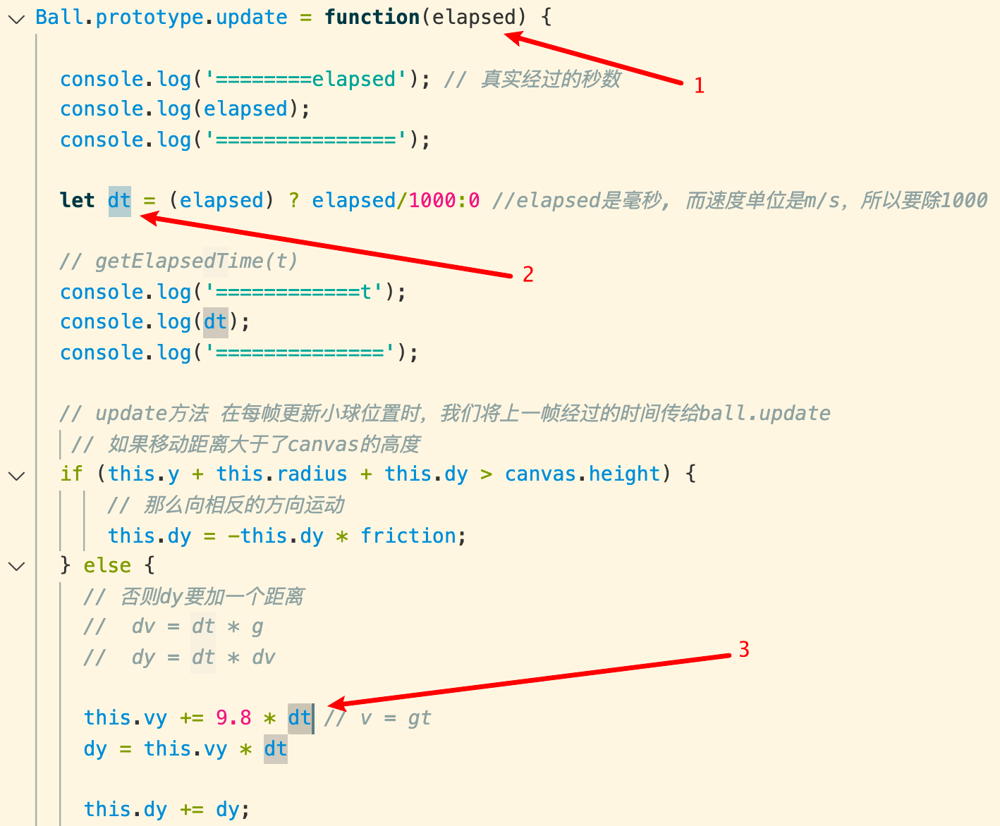 Ball.prototype.update = function(elapsed) {
console.log('========elapsed'); // 真实经过的秒数
1
console.log(elapsed);
console.log('===============');
let dt = (elapsed) ? elapsed/1000:0 //elapsed是毫秒, 而速度单位是m/s, 所以要除1000
// getElapsedTime(t)
2
console.log('============t');
console.log(dt);
console.log('==============');
// update方法 在每帧更新小球位置时, 我们将上一帧经过的时间传给ball.update
// 如果移动距离大于了canvas的高度
if (this.y + this.radius + this.dy > canvas.height) {
// 那么向相反的方向运动
this.dy = -this.dy * friction;
} else {
// 否则dy要加一个距离
// dv = dt * g
3
// dy = dt * dv
this.vy += 9.8 * dt // v = gt
dy = this.vy * dt
this.dy += dy;